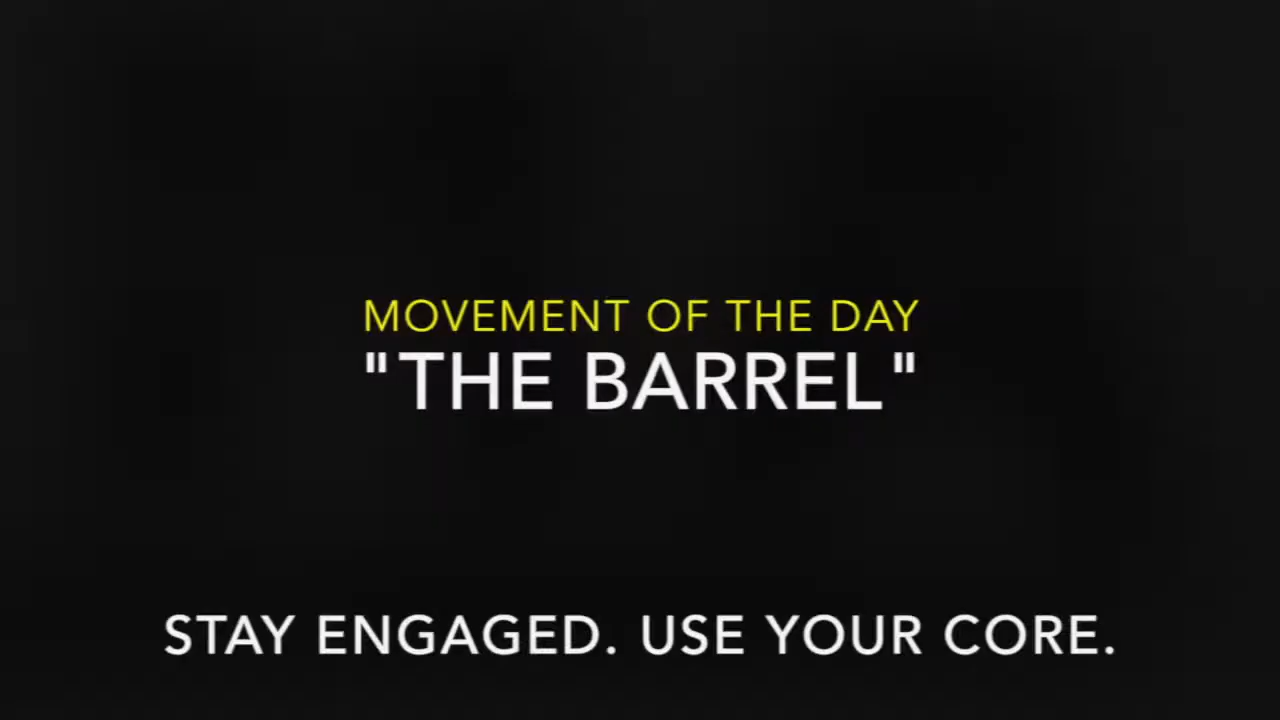 MOVEMENT OF THE DAY
"THE BARREL"
STAY ENGAGED. USE YOUR CORE.